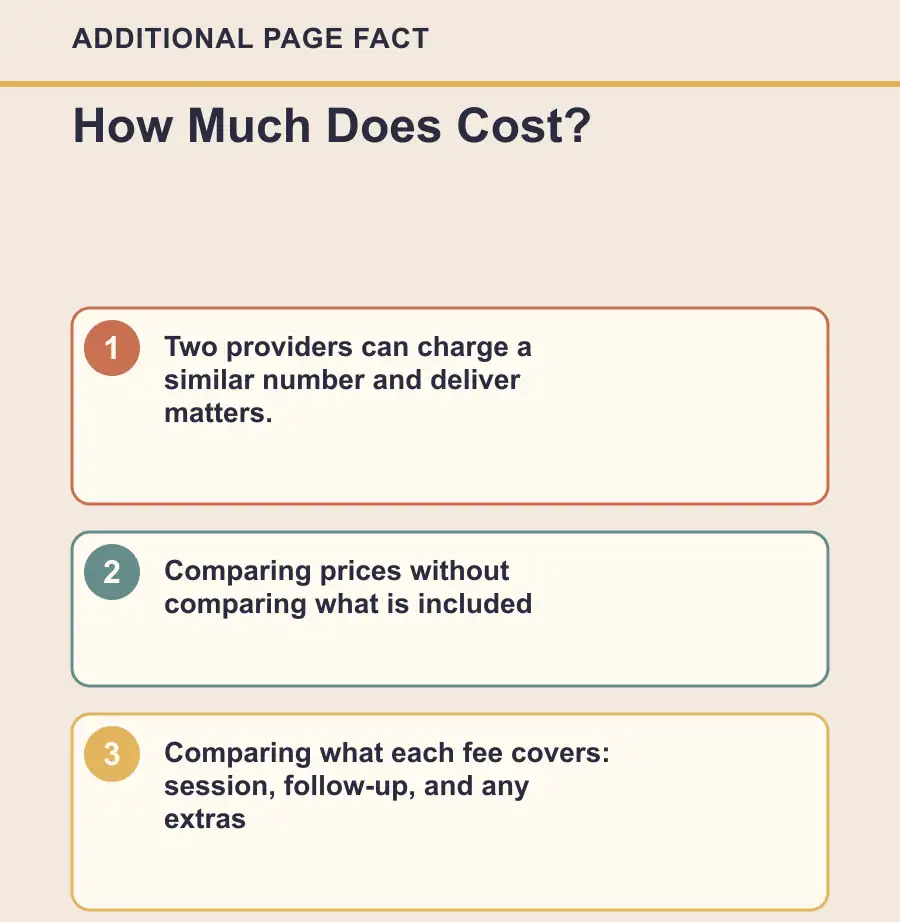 ADDITIONAL PAGE FACT
How Much Does Cost?
1
Two providers can charge a
similar number and deliver
matters.
2
Comparing prices without
comparing what is included
3
Comparing what each fee covers:
session, follow-up, and any
extras